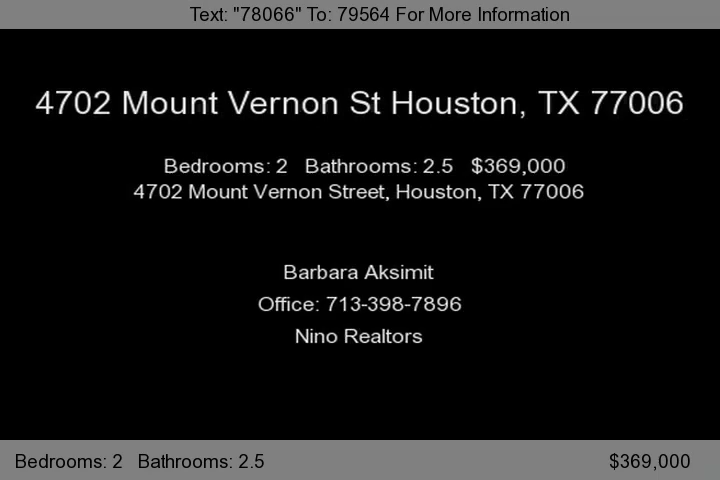 Text: "78066" To: 79564 For More Information
4702 Mount Vernon St Houston, TX 77006
Bedrooms: 2 Bathrooms: 2.5 $369,000
4702 Mount Vernon Street, Houston, TX 77006
Barbara Aksimit
Office: 713-398-7896
Nino Realtors
Bedrooms: 2 Bathrooms: 2.5 $369,000